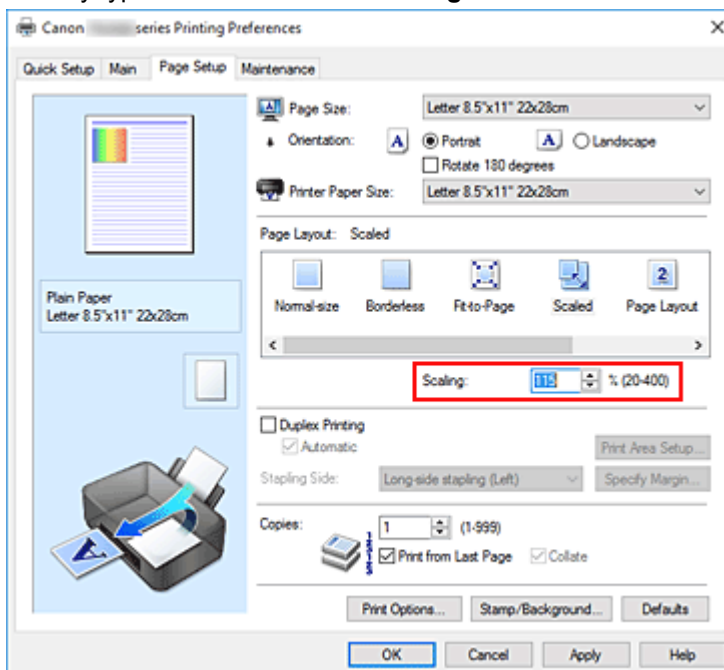 Canon series Printing Preferences
Quick Setup Main Page Setup Maintenance
Page Size: Letter 8.5"x11" 22x28cm
Orientation: A Portrait A Landscape
Rotate 180 degrees
Printer Paper Size: Letter 8.5"x11" 22x28cm
Page Layout: Scaled
Normal-size Borderless Fit-to-Page Scaled Page Layout
Plain Paper
Letter 8.5"x11" 22x28cm
Scaling: 115 % (20-400)
Duplex Printing
Automatic Print Area Setup...
Stapling Side: Long-side stapling (Left) Specify Margin...
Copies: 1 (1-999)
Print from Last Page Collate
Print Options... Stamp/Background... Defaults
OK Cancel Apply Help